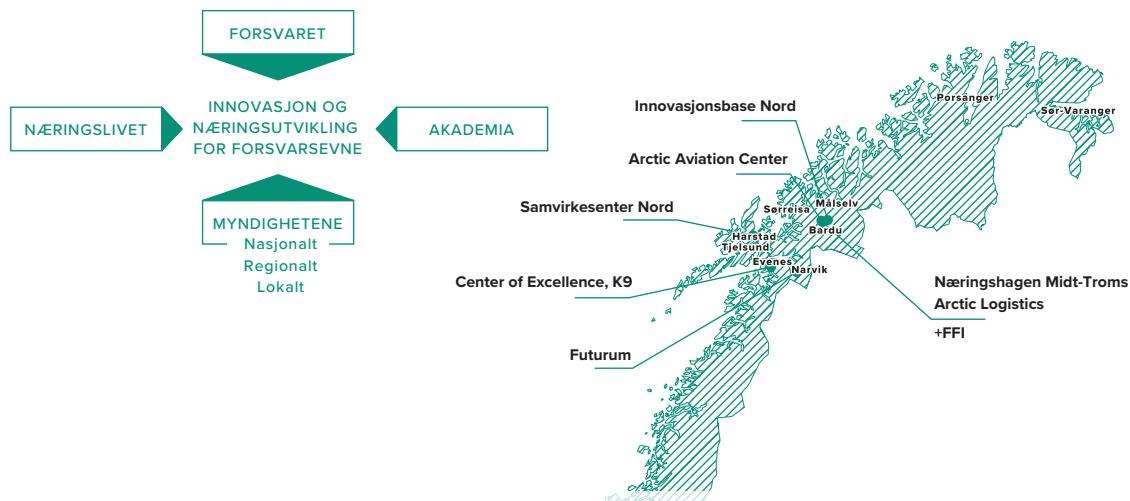 FORSVARET
NÆRINGSLIVET
INNOVASJON OG
NÆRINGSUTVIKLING
FOR FORSVARSEVNE
AKADEMIA
MYNDIGHETENE
Nasjonalt
Regionalt
Lokalt
Innovasjonsbase Nord
Arctic Aviation Center
Samvirkesenter Nord
Center of Excellence, K9
Futurum
Porsanger
Sør-Varanger
Målselv
Sørreisa
Bardu
Harstad
Tjelsund
Evenes
Narvik
Næringshagen Midt-Troms
Arctic Logistics
+FFI